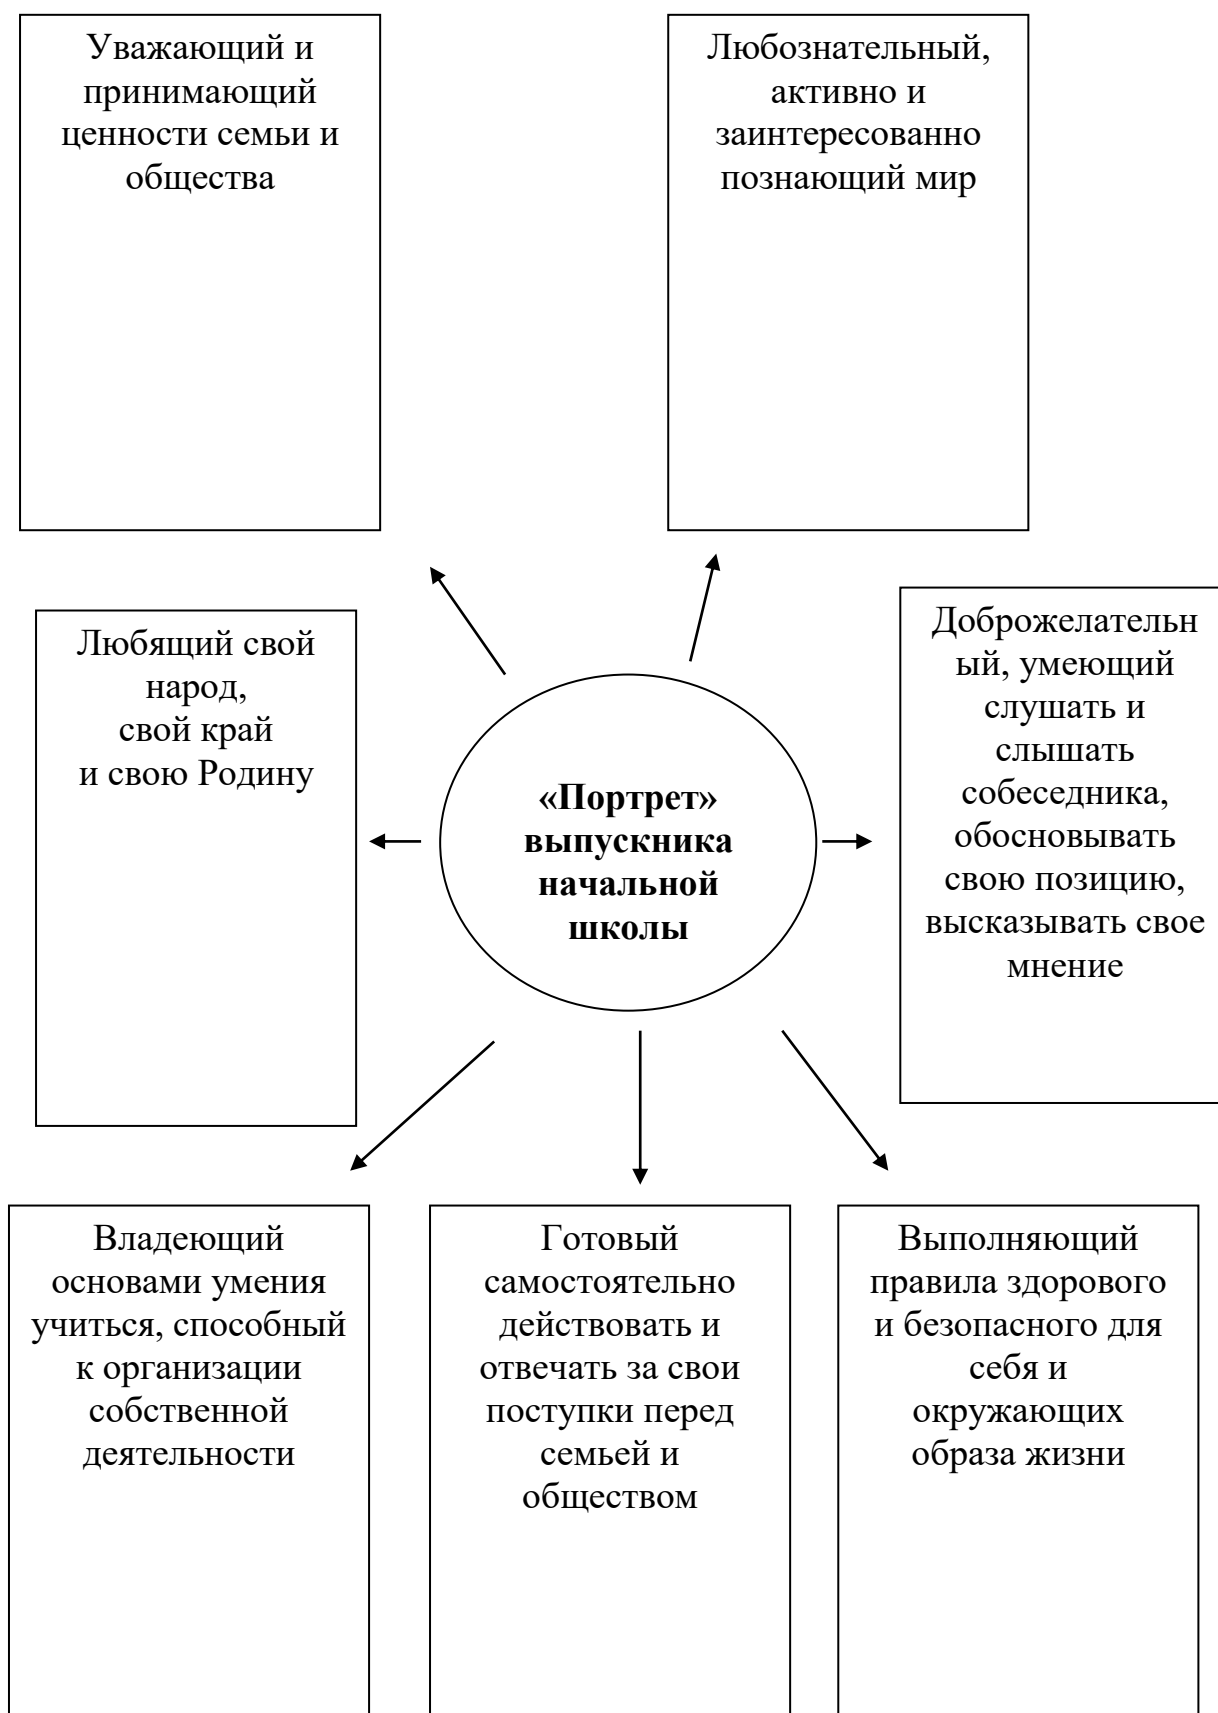 Уважающий и
принимающий
ценности семьи и
общества
Любознательный,
активно и
заинтересованно
познающий мир
Любящий свой
народ,
свой край
и свою Родину
«Портрет»
выпускника
начальной
школы
Доброжелательн
ый, умеющий
слушать и
слышать
собеседника,
обосновывать
свою позицию,
высказывать свое
мнение
Владеющий
основами умения
учиться, способный
к организации
собственной
деятельности
Готовый
самостоятельно
действовать и
отвечать за свои
поступки перед
семьей и
обществом
Выполняющий
правила здорового
и безопасного для
себя и
окружающих
образа жизни